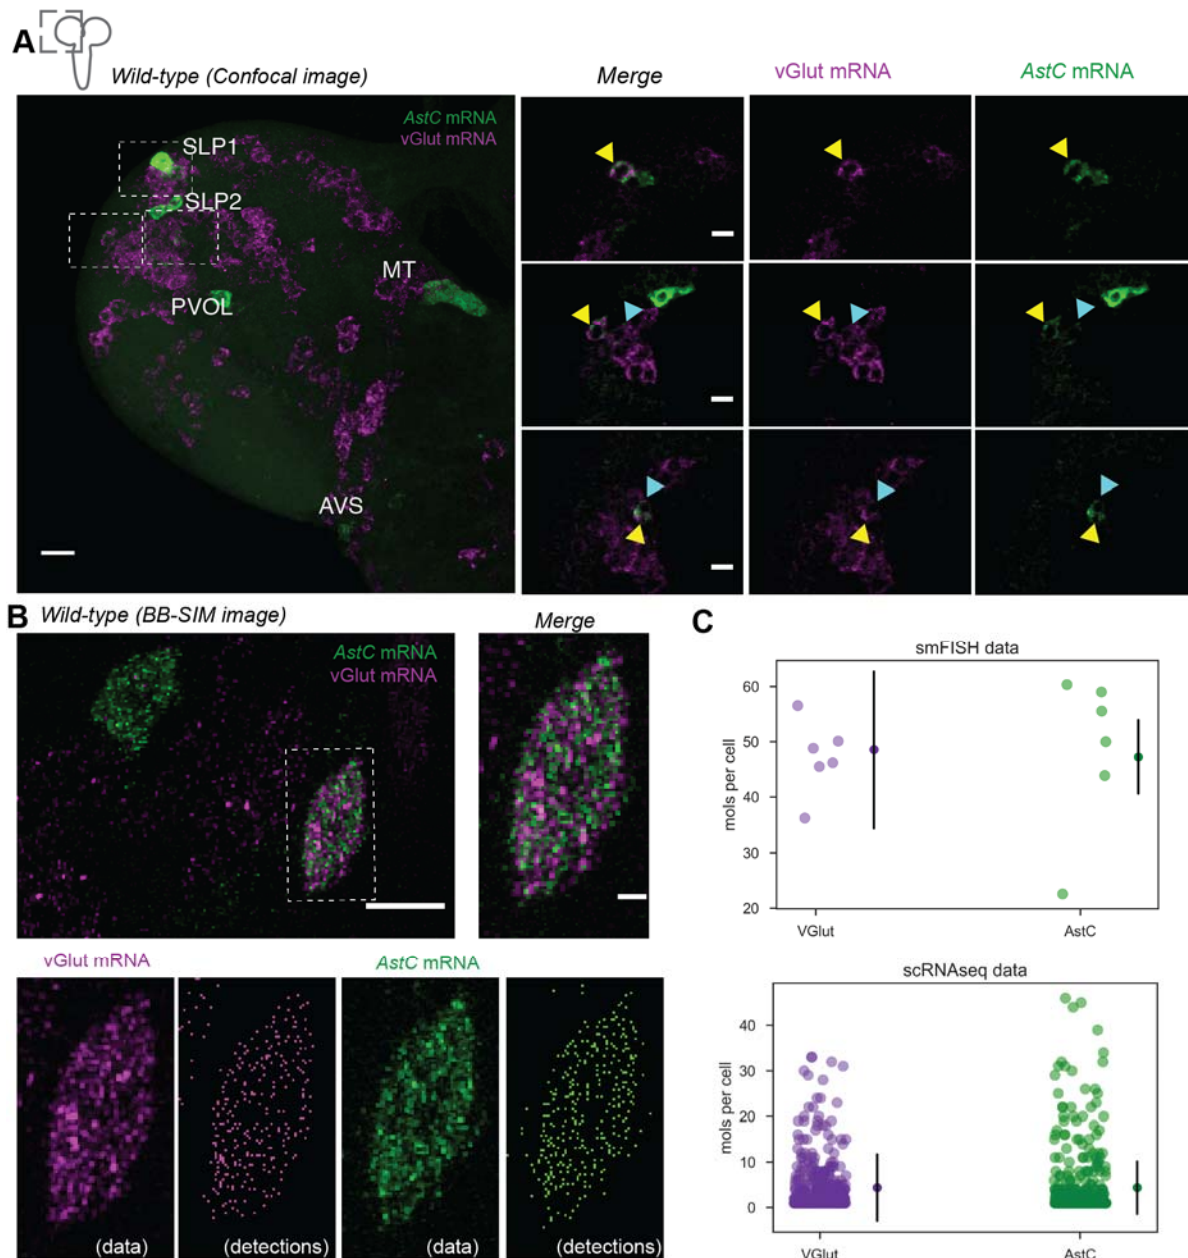 A
Wild-type (Confocal image)
Merge
vGlut mRNA
AstC mRNA
AstC mRNA
vGlut mRNA
SLP1
SLP2
MT
PVOL
AVS
B
Wild-type (BB-SIM image)
Merge
AstC mRNA
vGlut mRNA
vGlut mRNA
AstC mRNA
(data)
(detections)
(data)
(detections)
C
smFISH data
60
50
40
30
20
mols per cell
VGlut
AstC
scRNAseq data
40
30
20
10
0
mols per cell
VGlut
AstC